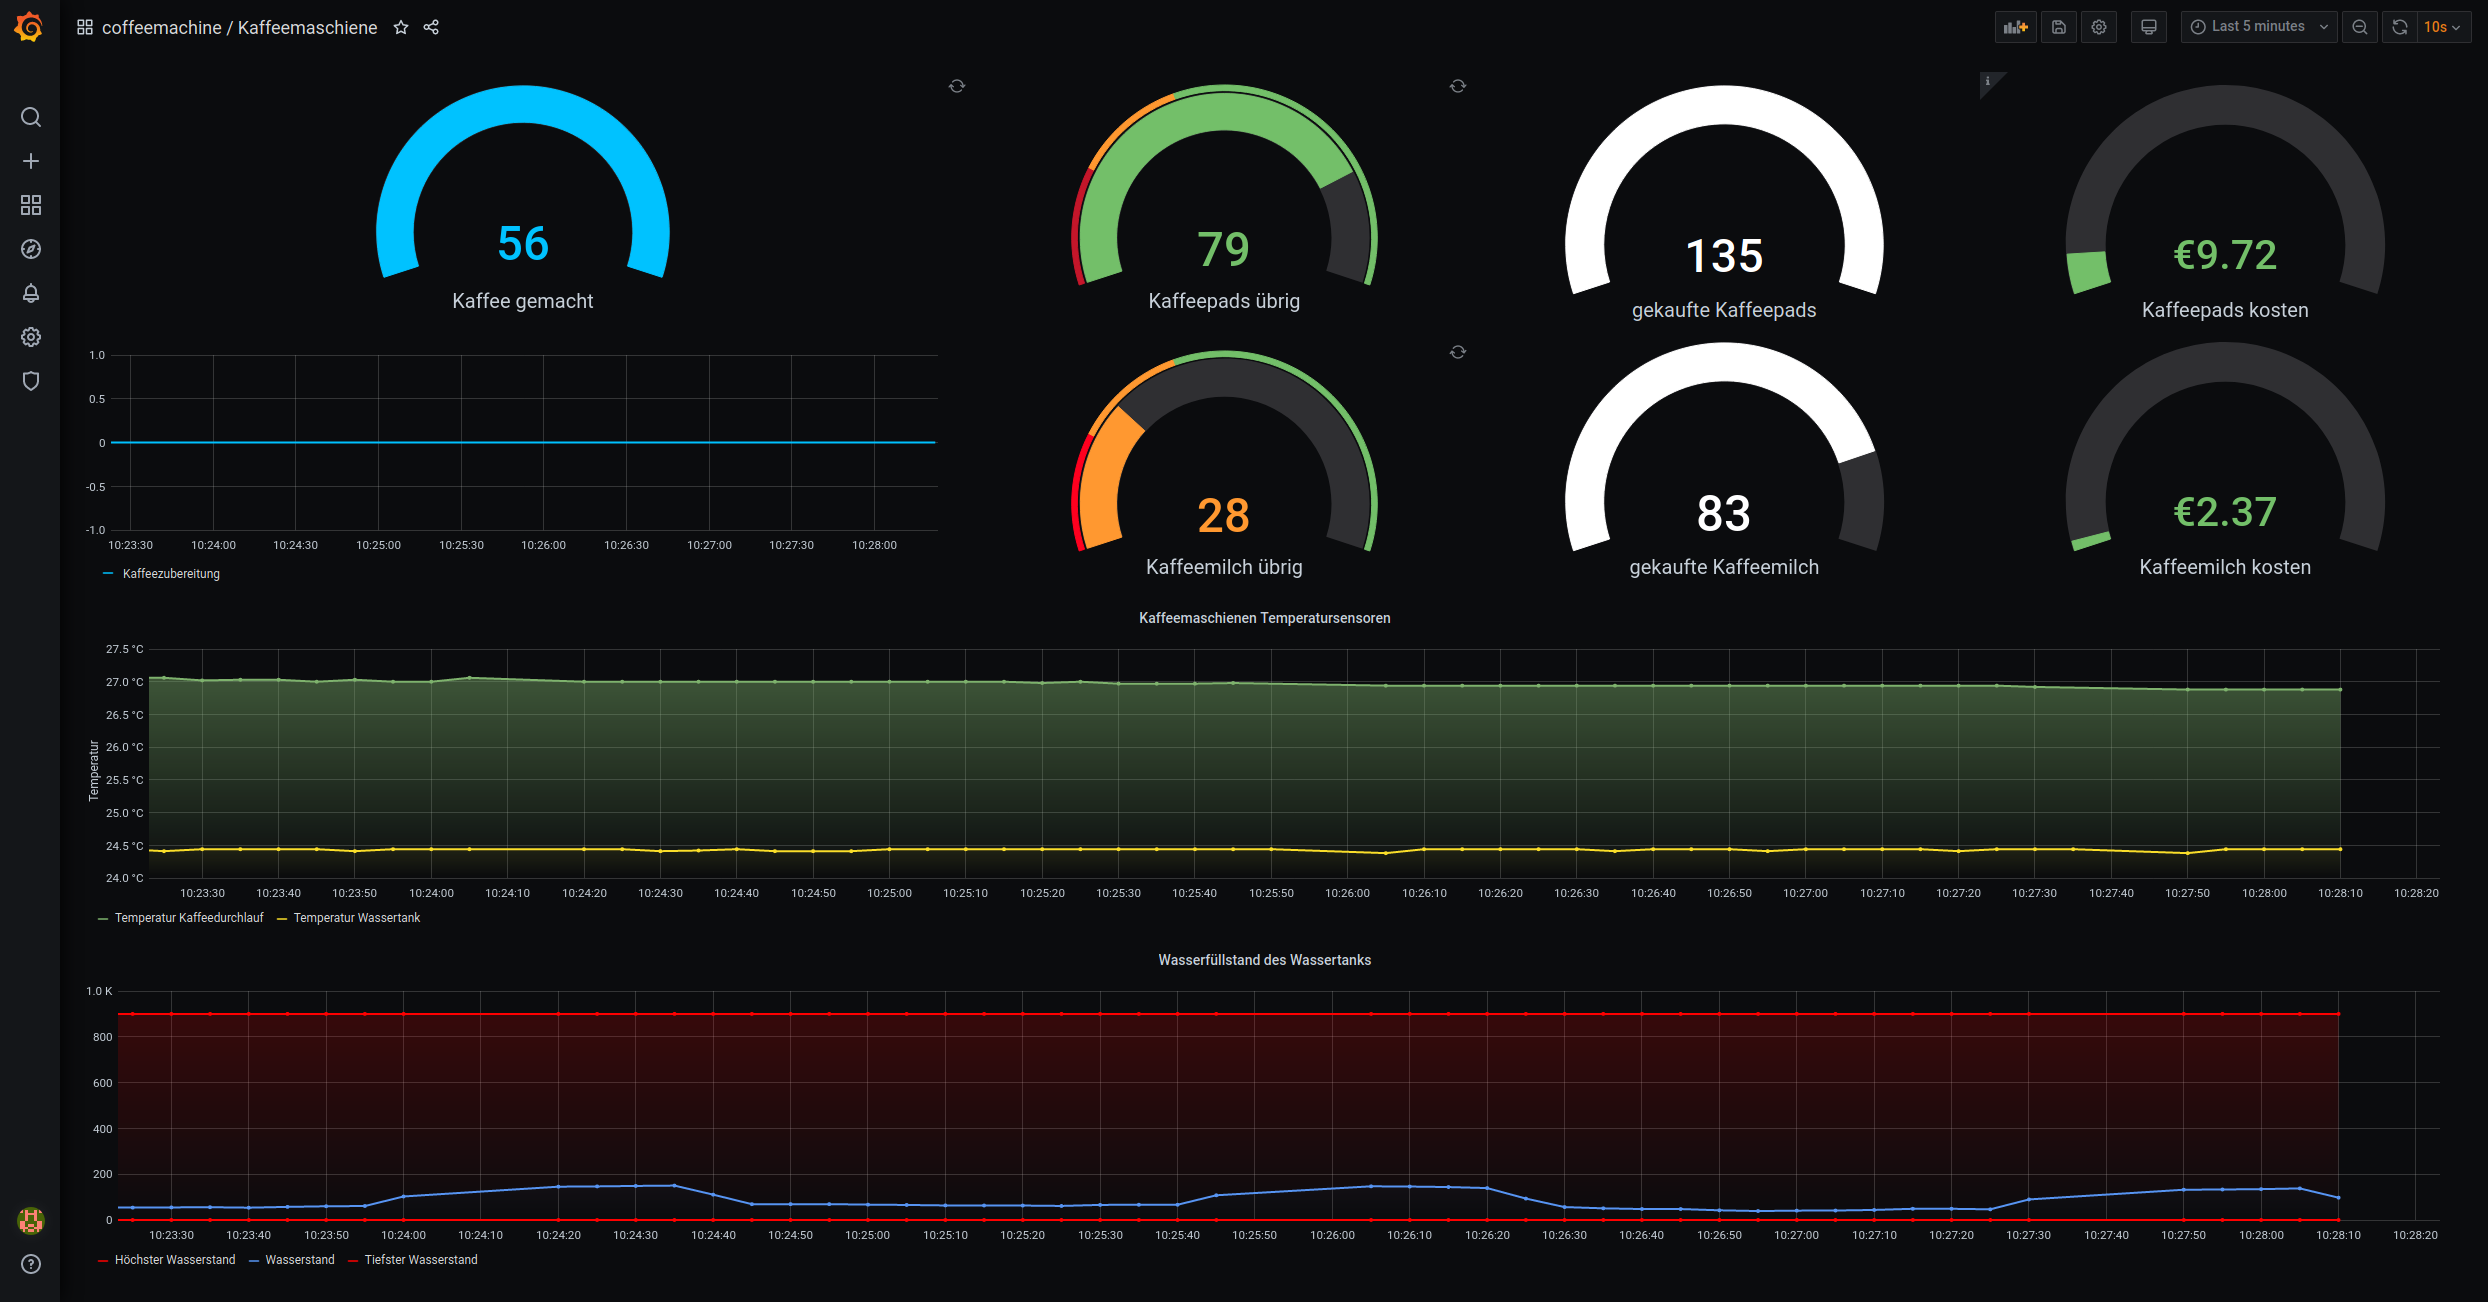 coffeemachine / Kaffeemaschiene
Last 5 minutes
10s
56
Kaffee gemacht
79
Kaffeepads übrig
135
gekaufte Kaffeepads
i
€9.72
Kaffeepads kosten
1.0
0.5
0
-0.5
-1.0
10:23:30 10:24:00 10:24:30 10:25:00 10:25:30 10:26:00 10:26:30 10:27:00 10:27:30 10:28:00
Kaffeezubereitung
28
Kaffeemilch übrig
83
gekaufte Kaffeemilch
€2.37
Kaffeemilch kosten
Kaffeemaschienen Temperatursensoren
Temperatur
27.5 °C
27.0 °C
26.5 °C
26.0 °C
25.5 °C
25.0 °C
24.5 °C
24.0 °C
10:23:30 10:23:40 10:23:50 10:24:00 10:24:10 10:24:20 10:24:30 10:24:40 10:24:50 10:25:00 10:25:10 10:25:20 10:25:30 10:25:40 10:25:50 10:26:00 10:26:10 10:26:20 10:26:30 10:26:40 10:26:50 10:27:00 10:27:10 10:27:20 10:27:30 10:27:40 10:27:50 10:28:00 10:28:10 10:28:20
Temperatur Kaffeedurchlauf Temperatur Wassertank
Wasserfüllstand des Wassertanks
1.0 K
800
600
400
200
0
10:23:30 10:23:40 10:23:50 10:24:00 10:24:10 10:24:20 10:24:30 10:24:40 10:24:50 10:25:00 10:25:10 10:25:20 10:25:30 10:25:40 10:25:50 10:26:00 10:26:10 10:26:20 10:26:30 10:26:40 10:26:50 10:27:00 10:27:10 10:27:20 10:27:30 10:27:40 10:27:50 10:28:00 10:28:10 10:28:20
Höchster Wasserstand Wasserstand Tiefster Wasserstand